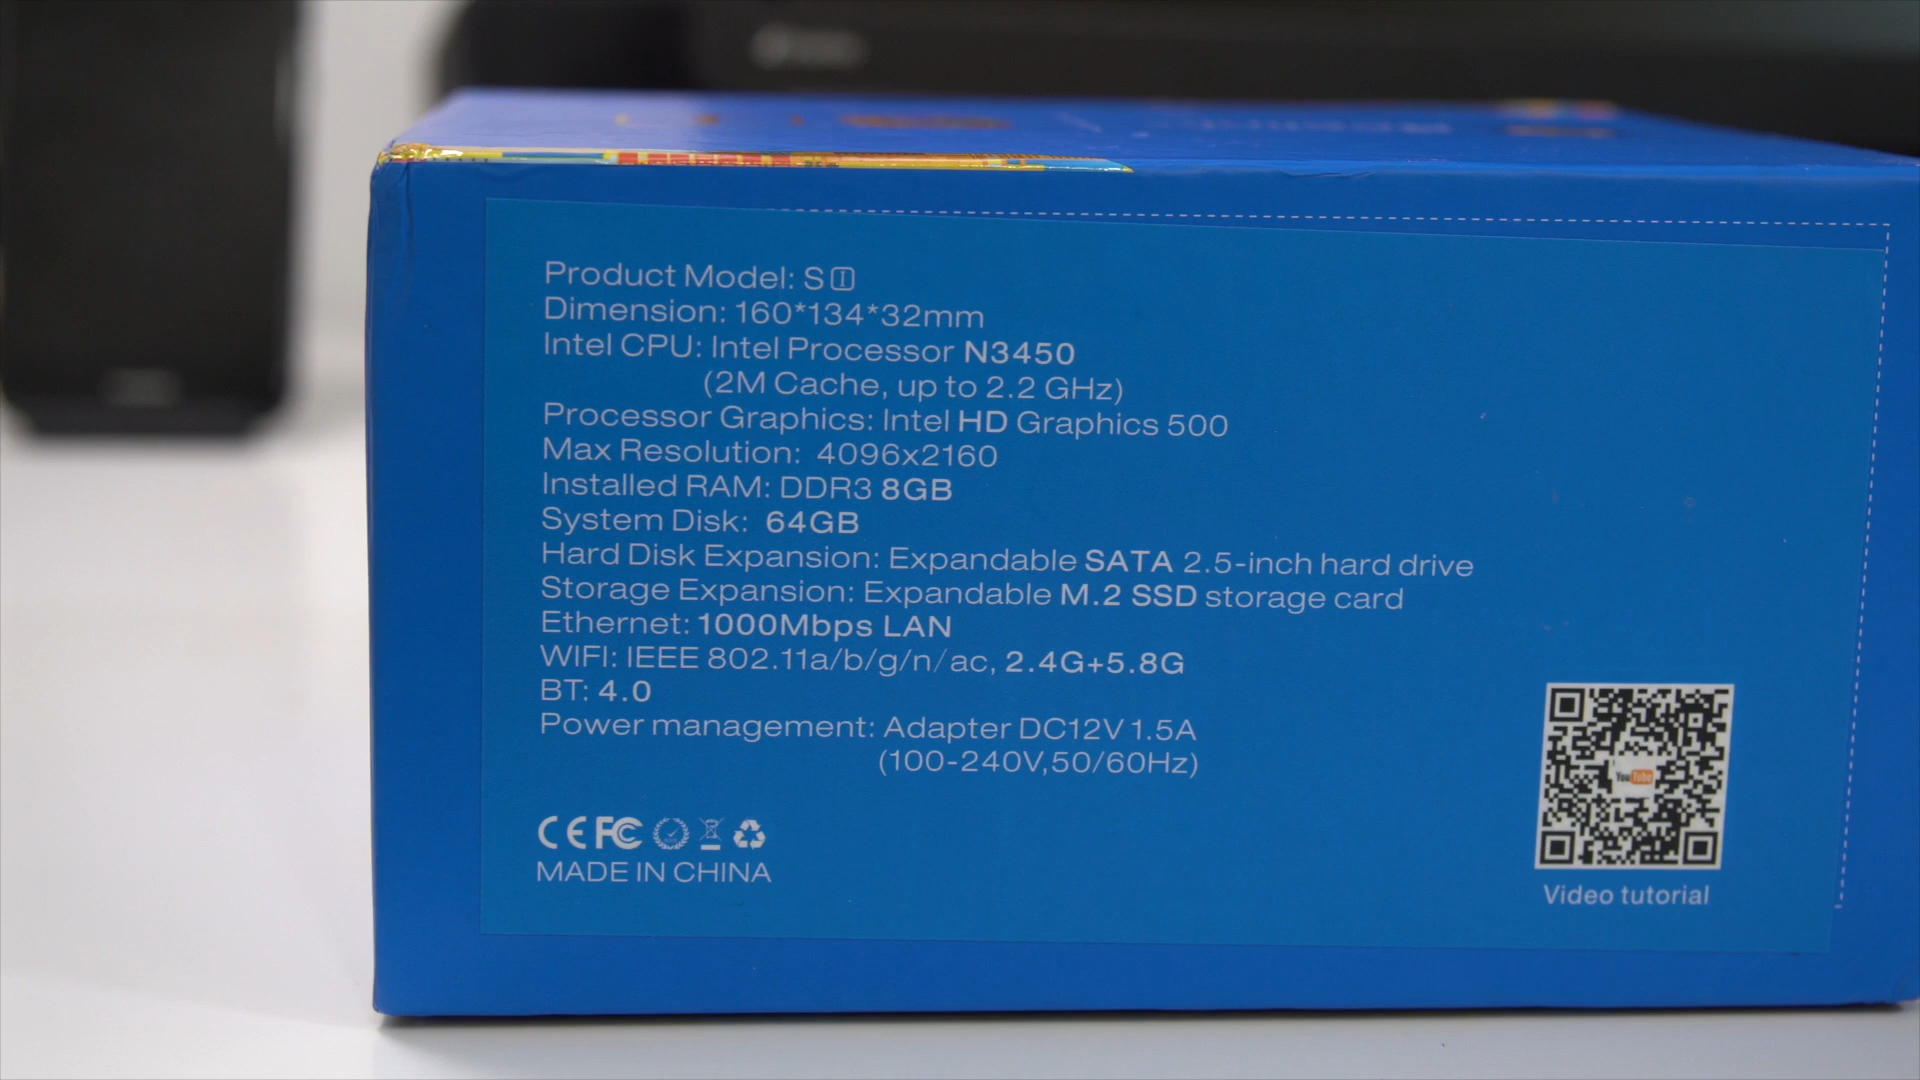 Product Model: S🄸
Dimension: 160*134*32mm
Intel CPU: Intel Processor N3450
(2M Cache, up to 2.2 GHz)
Processor Graphics: Intel HD Graphics 500
Max Resolution: 4096x2160
Installed RAM: DDR3 8GB
System Disk: 64GB
Hard Disk Expansion: Expandable SATA 2.5-inch hard drive
Storage Expansion: Expandable M.2 SSD storage card
Ethernet: 1000Mbps LAN
WIFI: IEEE 802.11a/b/g/n/ac, 2.4G+5.8G
BT: 4.0
Power management: Adapter DC12V 1.5A
(100-240V,50/60Hz)
CE FC
MADE IN CHINA
YouTube
Video tutorial